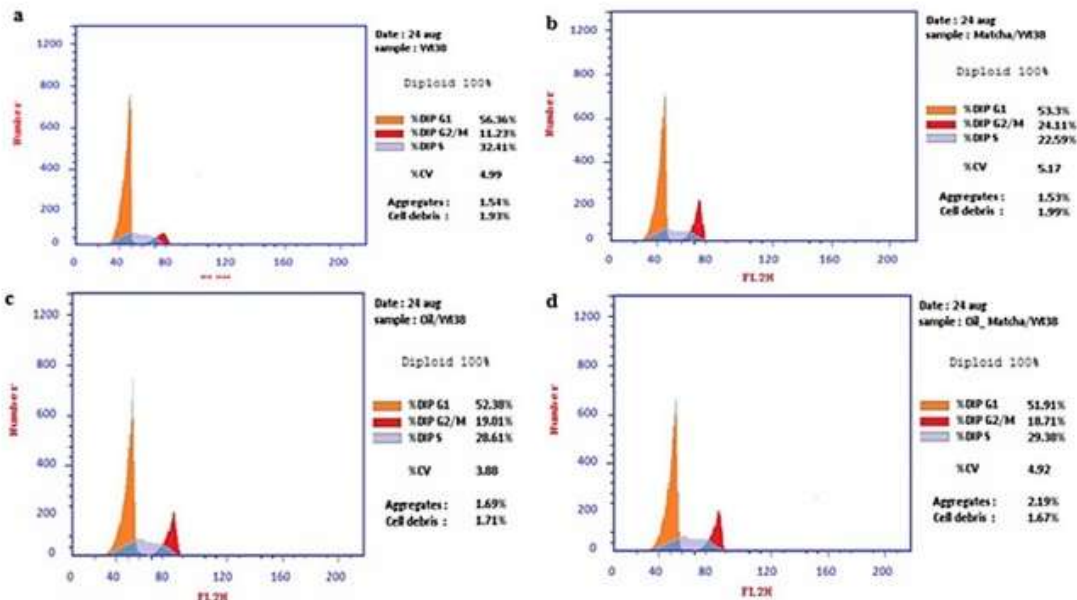 a
1200
800
600
400
200
0
Number
0 40 80 120 160 200
Date : 24 aug
sample : WI38
Diploid 100%
%DIP G1 56.36%
%DIP G2/M 11.23%
%DIP S 32.41%
%CV 4.99
Aggregates : 1.54%
Cell debris : 1.93%
b
1200
800
600
400
200
0
Number
0 40 80 120 160 200
FL2H
Date : 24 aug
sample : Matcha/WI38
Diploid 100%
%DIP G1 53.3%
%DIP G2/M 24.11%
%DIP S 22.59%
%CV 5.17
Aggregates : 1.53%
Cell debris : 1.99%
c
1200
800
600
400
200
0
Number
0 40 80 120 160 200
FL2H
Date : 24 aug
sample : Oil/WI38
Diploid 100%
%DIP G1 52.38%
%DIP G2/M 19.01%
%DIP S 28.61%
%CV 3.88
Aggregates : 1.69%
Cell debris : 1.71%
d
1200
800
600
400
200
0
Number
0 40 80 120 160 200
FL2H
Date : 24 aug
sample : Oil_ Matcha/WI38
Diploid 100%
%DIP G1 51.91%
%DIP G2/M 18.71%
%DIP S 29.38%
%CV 4.92
Aggregates : 2.19%
Cell debris : 1.67%